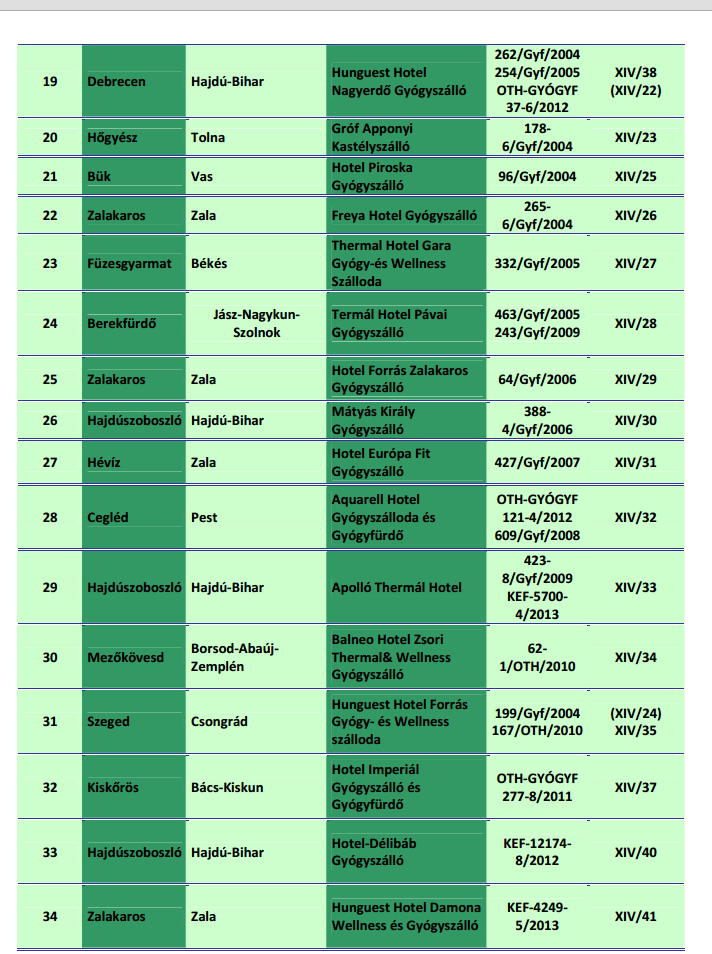 19 Debrecen Hajdú-Bihar Hunguest Hotel Nagyerdő Gyógyszálló 262/Gyf/2004 254/Gyf/2005 OTH-GYÓGYF 37-6/2012 XIV/38 (XIV/22)
20 Hőgyész Tolna Gróf Apponyi Kastélyszálló 178-6/Gyf/2004 XIV/23
21 Bük Vas Hotel Piroska Gyógyszálló 96/Gyf/2004 XIV/25
22 Zalakaros Zala Freya Hotel Gyógyszálló 265-6/Gyf/2004 XIV/26
23 Füzesgyarmat Békés Thermal Hotel Gara Gyógy-és Wellness Szálloda 332/Gyf/2005 XIV/27
24 Berekfürdő Jász-Nagykun-Szolnok Termál Hotel Pávai Gyógyszálló 463/Gyf/2005 243/Gyf/2009 XIV/28
25 Zalakaros Zala Hotel Forrás Zalakaros Gyógyszálló 64/Gyf/2006 XIV/29
26 Hajdúszoboszló Hajdú-Bihar Mátyás Király Gyógyszálló 388-4/Gyf/2006 XIV/30
27 Hévíz Zala Hotel Európa Fit Gyógyszálló 427/Gyf/2007 XIV/31
28 Cegléd Pest Aquarell Hotel Gyógyszálloda és Gyógyfürdő OTH-GYÓGYF 121-4/2012 609/Gyf/2008 XIV/32
29 Hajdúszoboszló Hajdú-Bihar Apolló Thermál Hotel 423-8/Gyf/2009 KEF-5700-4/2013 XIV/33
30 Mezőkövesd Borsod-Abaúj-Zemplén Balneo Hotel Zsori Thermal& Wellness Gyógyszálló 62-1/OTH/2010 XIV/34
31 Szeged Csongrád Hunguest Hotel Forrás Gyógy- és Wellness szálloda 199/Gyf/2004 167/OTH/2010 (XIV/24) XIV/35
32 Kiskőrös Bács-Kiskun Hotel Imperiál Gyógyszálló és Gyógyfürdő OTH-GYÓGYF 277-8/2011 XIV/37
33 Hajdúszoboszló Hajdú-Bihar Hotel-Délibáb Gyógyszálló KEF-12174-8/2012 XIV/40
34 Zalakaros Zala Hunguest Hotel Damona Wellness és Gyógyszálló KEF-4249-5/2013 XIV/41